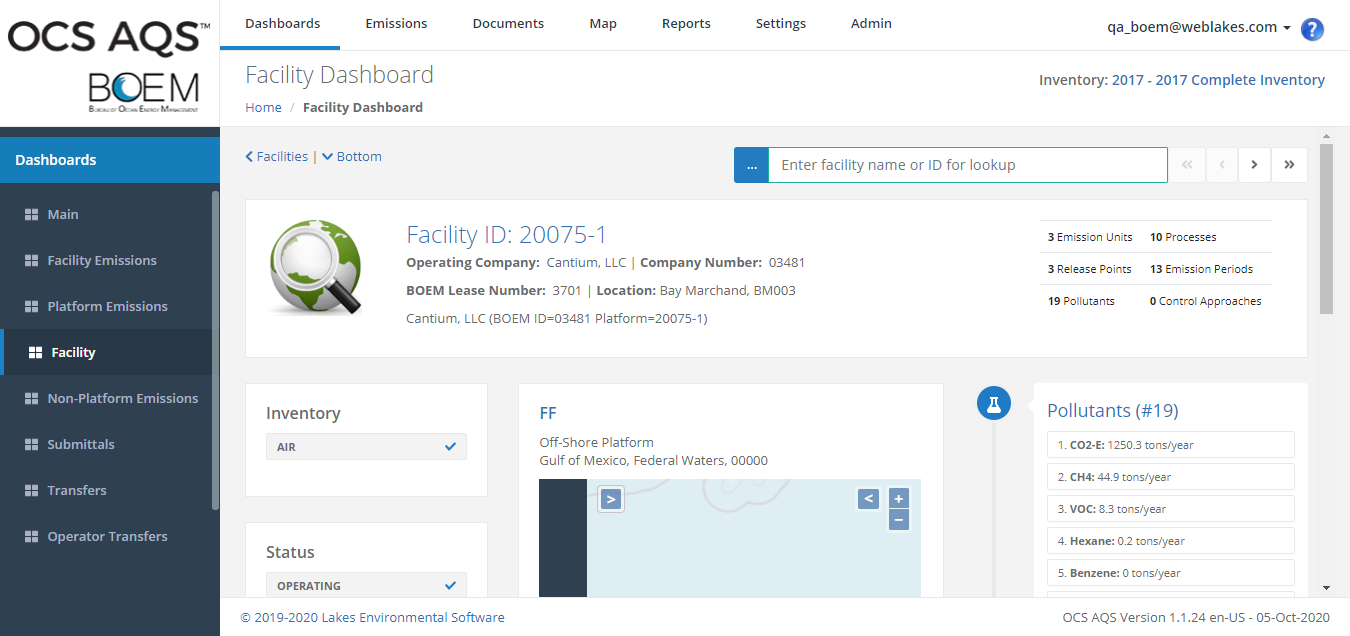 OCS AQS™
BOEM
BUREAU OF OCEAN ENERGY MANAGEMENT
Dashboards Emissions Documents Map Reports Settings Admin
qa_boem@weblakes.com ?
Facility Dashboard
Home / Facility Dashboard
Inventory: 2017 - 2017 Complete Inventory
Dashboards
Main
Facility Emissions
Platform Emissions
Facility
Non-Platform Emissions
Submittals
Transfers
Operator Transfers
Facilities | Bottom
... Enter facility name or ID for lookup « ‹ › »
Facility ID: 20075-1
Operating Company: Cantium, LLC | Company Number: 03481
BOEM Lease Number: 3701 | Location: Bay Marchand, BM003
Cantium, LLC (BOEM ID=03481 Platform=20075-1)
3 Emission Units 10 Processes
3 Release Points 13 Emission Periods
19 Pollutants 0 Control Approaches
Inventory
AIR
Status
OPERATING
FF
Off-Shore Platform
Gulf of Mexico, Federal Waters, 00000
> < +
−
Pollutants (#19)
1. CO2-E: 1250.3 tons/year
2. CH4: 44.9 tons/year
3. VOC: 8.3 tons/year
4. Hexane: 0.2 tons/year
5. Benzene: 0 tons/year
© 2019-2020 Lakes Environmental Software
OCS AQS Version 1.1.24 en-US - 05-Oct-2020